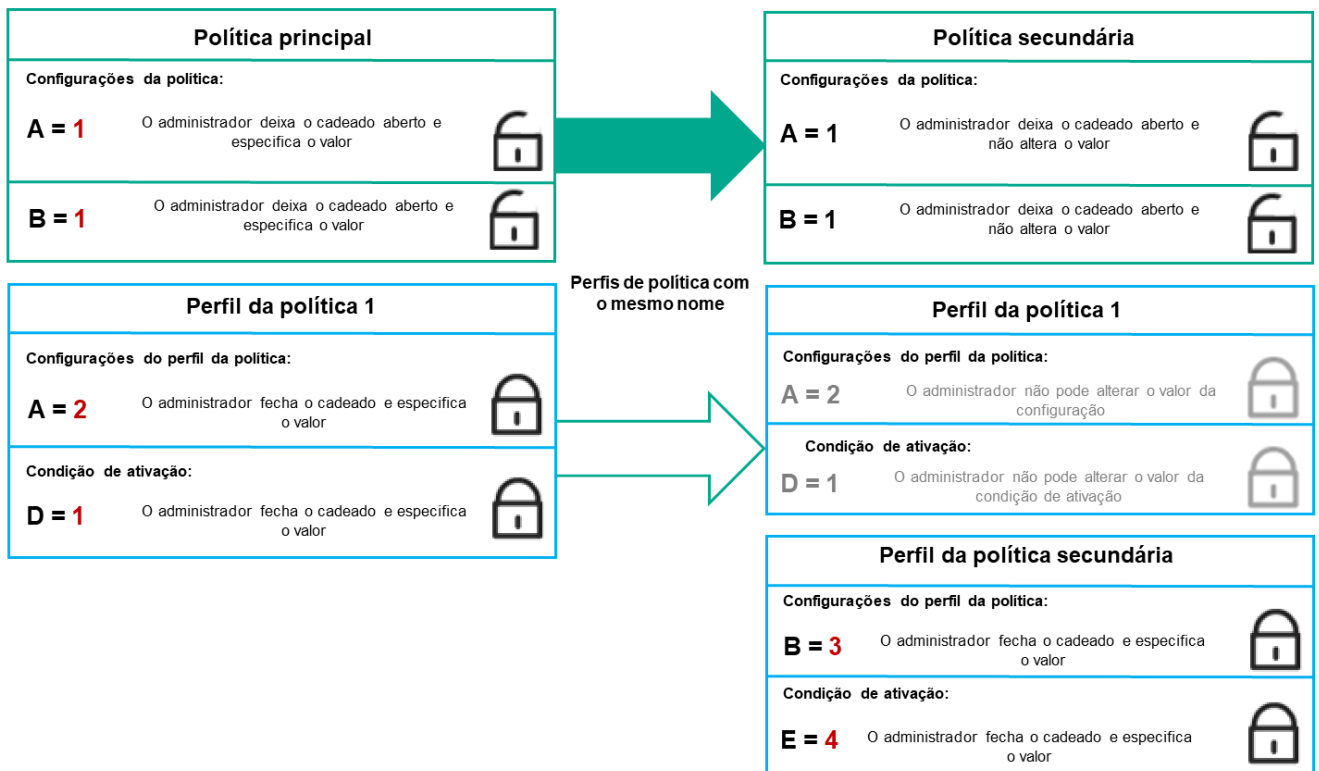 Política principal
Configurações da política:
A = 1
O administrador deixa o cadeado aberto e
especifica o valor
B = 1
O administrador deixa o cadeado aberto e
especifica o valor
Política secundária
Configurações da política:
A = 1
O administrador deixa o cadeado aberto e
não altera o valor
B = 1
O administrador deixa o cadeado aberto e
não altera o valor
Perfis de política com
o mesmo nome
Perfil da política 1
Configurações do perfil da política:
A = 2
O administrador fecha o cadeado e especifica
o valor
Condição de ativação:
D = 1
O administrador fecha o cadeado e especifica
o valor
Perfil da política 1
Configurações do perfil da política:
A = 2
O administrador não pode alterar o valor da
configuração
Condição de ativação:
D = 1
O administrador não pode alterar o valor da
condição de ativação
Perfil da política secundária
Configurações do perfil da política:
B = 3
O administrador fecha o cadeado e especifica
o valor
Condição de ativação:
E = 4
O administrador fecha o cadeado e especifica
o valor